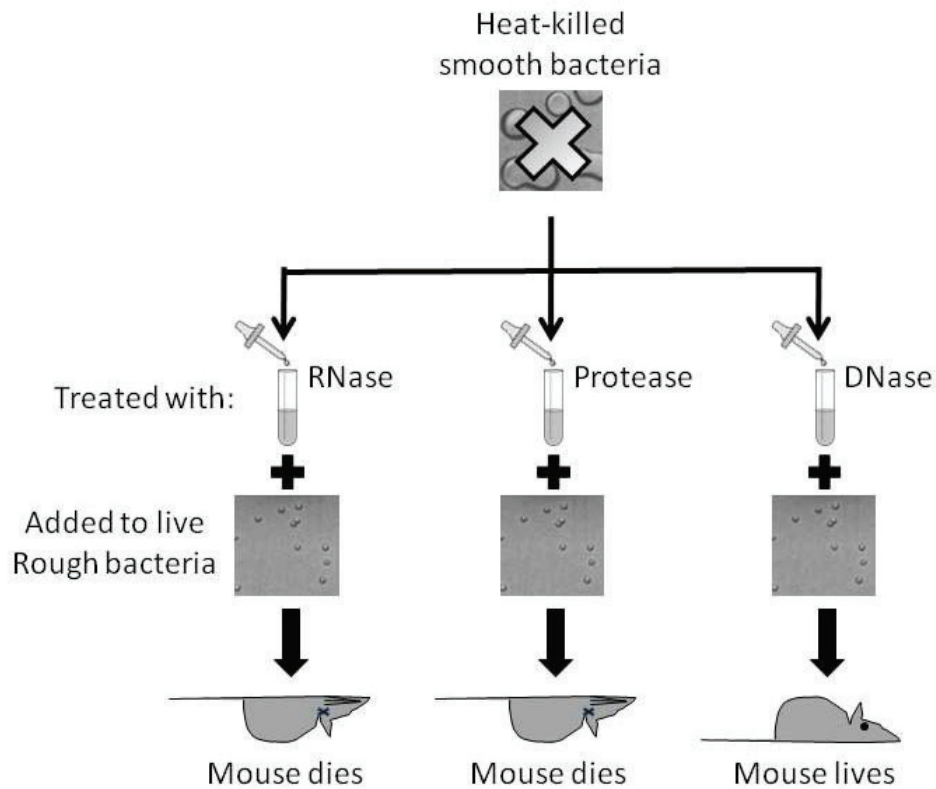 Heat-killed
smooth bacteria
Treated with:
RNase
Protease
DNase
Added to live
Rough bacteria
Mouse dies
Mouse dies
Mouse lives